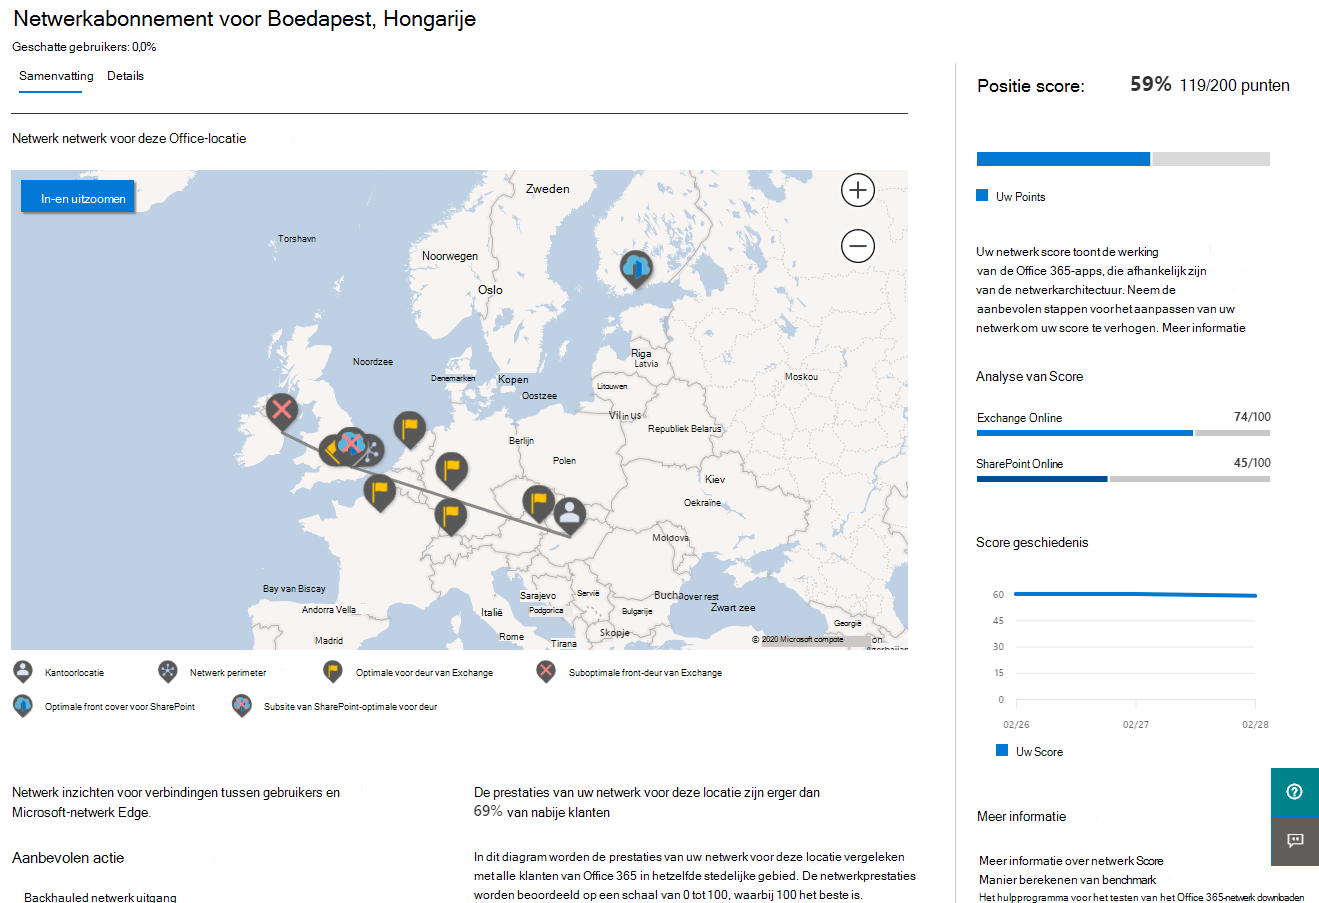 Netwerkabonnement voor Boedapest, Hongarije
Geschatte gebruikers: 0,0%
Samenvatting Details
Netwerk netwerk voor deze Office-locatie
In-en uitzoomen
Zweden
Torshavn
Noorwegen
Oslo
Noordzee
Riga
Latvia
Denemarken
Kopen
Litouwen
Oostzee
Moskou
Vilinius
Republiek Belarus
Berlijn
Polen
Kiev
Oekraïne
Moldova
Bay van Biscay
Andorra Vella
Madrid
Italië
Rome
Sarajevo
Servië
Podgorica
Bulgarije
Bucha over rest
Zwart zee
Skopje
Tirana
Georgië
© 2020 Microsoft compote
on
Azerbaijan
Kantoorlocatie
Netwerk perimeter
Optimale voor deur van Exchange
Suboptimale front-deur van Exchange
Optimale front cover voor SharePoint
Subsite van SharePoint-optimale voor deur
Netwerk inzichten voor verbindingen tussen gebruikers en
Microsoft-netwerk Edge.
Aanbevolen actie
Backhauled netwerk uitgang
De prestaties van uw netwerk voor deze locatie zijn erger dan
69% van nabije klanten
In dit diagram worden de prestaties van uw netwerk voor deze locatie vergeleken
met alle klanten van Office 365 in hetzelfde stedelijke gebied. De netwerkprestaties
worden beoordeeld op een schaal van 0 tot 100, waarbij 100 het beste is.
Positie score: 59% 119/200 punten
Uw Points
Uw netwerk score toont de werking
van de Office 365-apps, die afhankelijk zijn
van de netwerkarchitectuur. Neem de
aanbevolen stappen voor het aanpassen van uw
netwerk om uw score te verhogen. Meer informatie
Analyse van Score
Exchange Online 74/100
SharePoint Online 45/100
Score geschiedenis
60
45
30
15
0
02/26 02/27 02/28
Uw Score
Meer informatie
Meer informatie over netwerk Score
Manier berekenen van benchmark
Het hulpprogramma voor het testen van het Office 365-netwerk downloaden